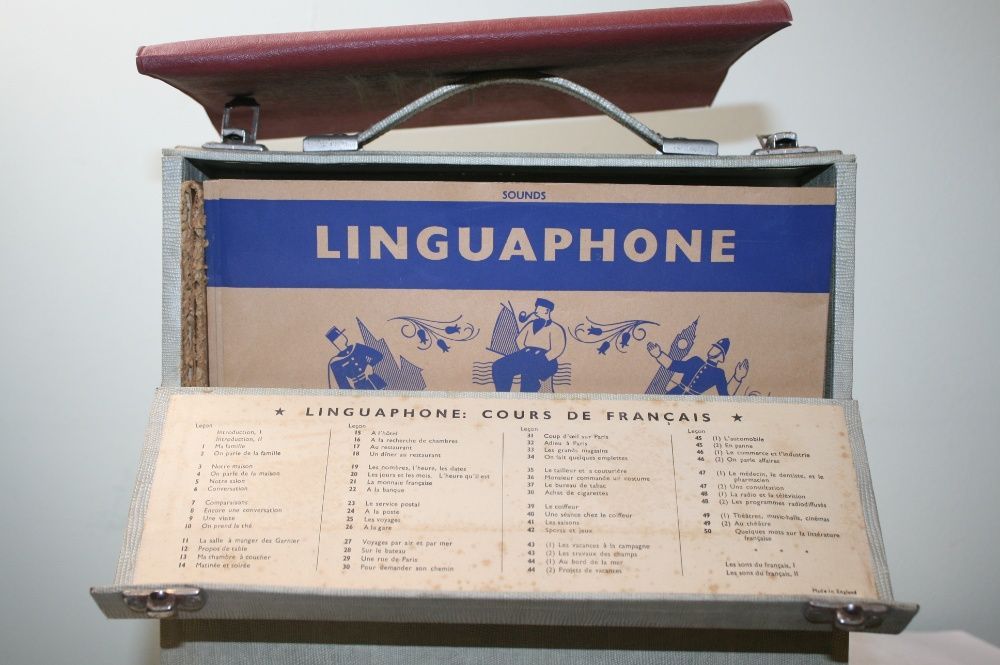 SOUNDS
LINGUAPHONE
★ LINGUAPHONE: COURS DE FRANÇAIS ★
Leçon
Introduction, I
Introduction, II
1 Ma famille
2 On parle de la famille
3 Notre maison
4 On parle de la maison
5 Notre salon
6 Conversation
7 Comparaisons
8 Encore une conversation
9 Une visite
10 On prend le thé
11 La salle à manger des Garnier
12 Propos de table
13 Ma chambre à coucher
14 Matinée et soirée
Leçon
15 A l'hôtel
16 A la recherche de chambres
17 Au restaurant
18 Un dîner au restaurant
19 Les nombres, l'heure, les dates
20 Les jours et les mois. L'heure qu'il est
21 La monnaie française
22 A la banque
23 Le service postal
24 A la poste
25 Les voyages
26 A la gare
27 Voyages par air et par mer
28 Sur le bateau
29 Une rue de Paris
30 Pour demander son chemin
Leçon
31 Coup d'œil sur Paris
32 Adieu à Paris
33 Les grands magasins
34 On fait quelques emplettes
35 Le tailleur et la couturière
36 Monsieur commande un costume
37 Le bureau de tabac
38 Achat de cigarettes
39 Le coiffeur
40 Une séance chez le coiffeur
41 Les saisons
42 Sports et jeux
43 (1) Les vacances à la campagne
43 (2) Les travaux des champs
44 (1) Au bord de la mer
44 (2) Projets de vacances
Leçon
45 (1) L'automobile
45 (2) En panne
46 (1) Le commerce et l'industrie
46 (2) On parle affaires
47 (1) Le médecin, le dentiste, et le
pharmacien
47 (2) Une consultation
48 (1) La radio et la télévision
48 (2) Les programmes radiodiffusés
49 (1) Théâtres, music-halls, cinémas
49 (2) Au théâtre
50 Quelques mots sur la littérature
française
* * *
Les sons du français, I
Les sons du français, II
Made in England